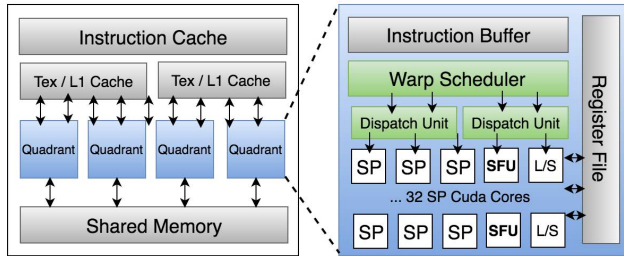 Instruction Cache
Tex / L1 Cache
Tex / L1 Cache
Quadrant
Quadrant
Quadrant
Quadrant
Shared Memory
Instruction Buffer
Warp Scheduler
Dispatch Unit
Dispatch Unit
SP
SP
SP
SFU
L/S
... 32 SP Cuda Cores
SP
SP
SP
SFU
L/S
Register File